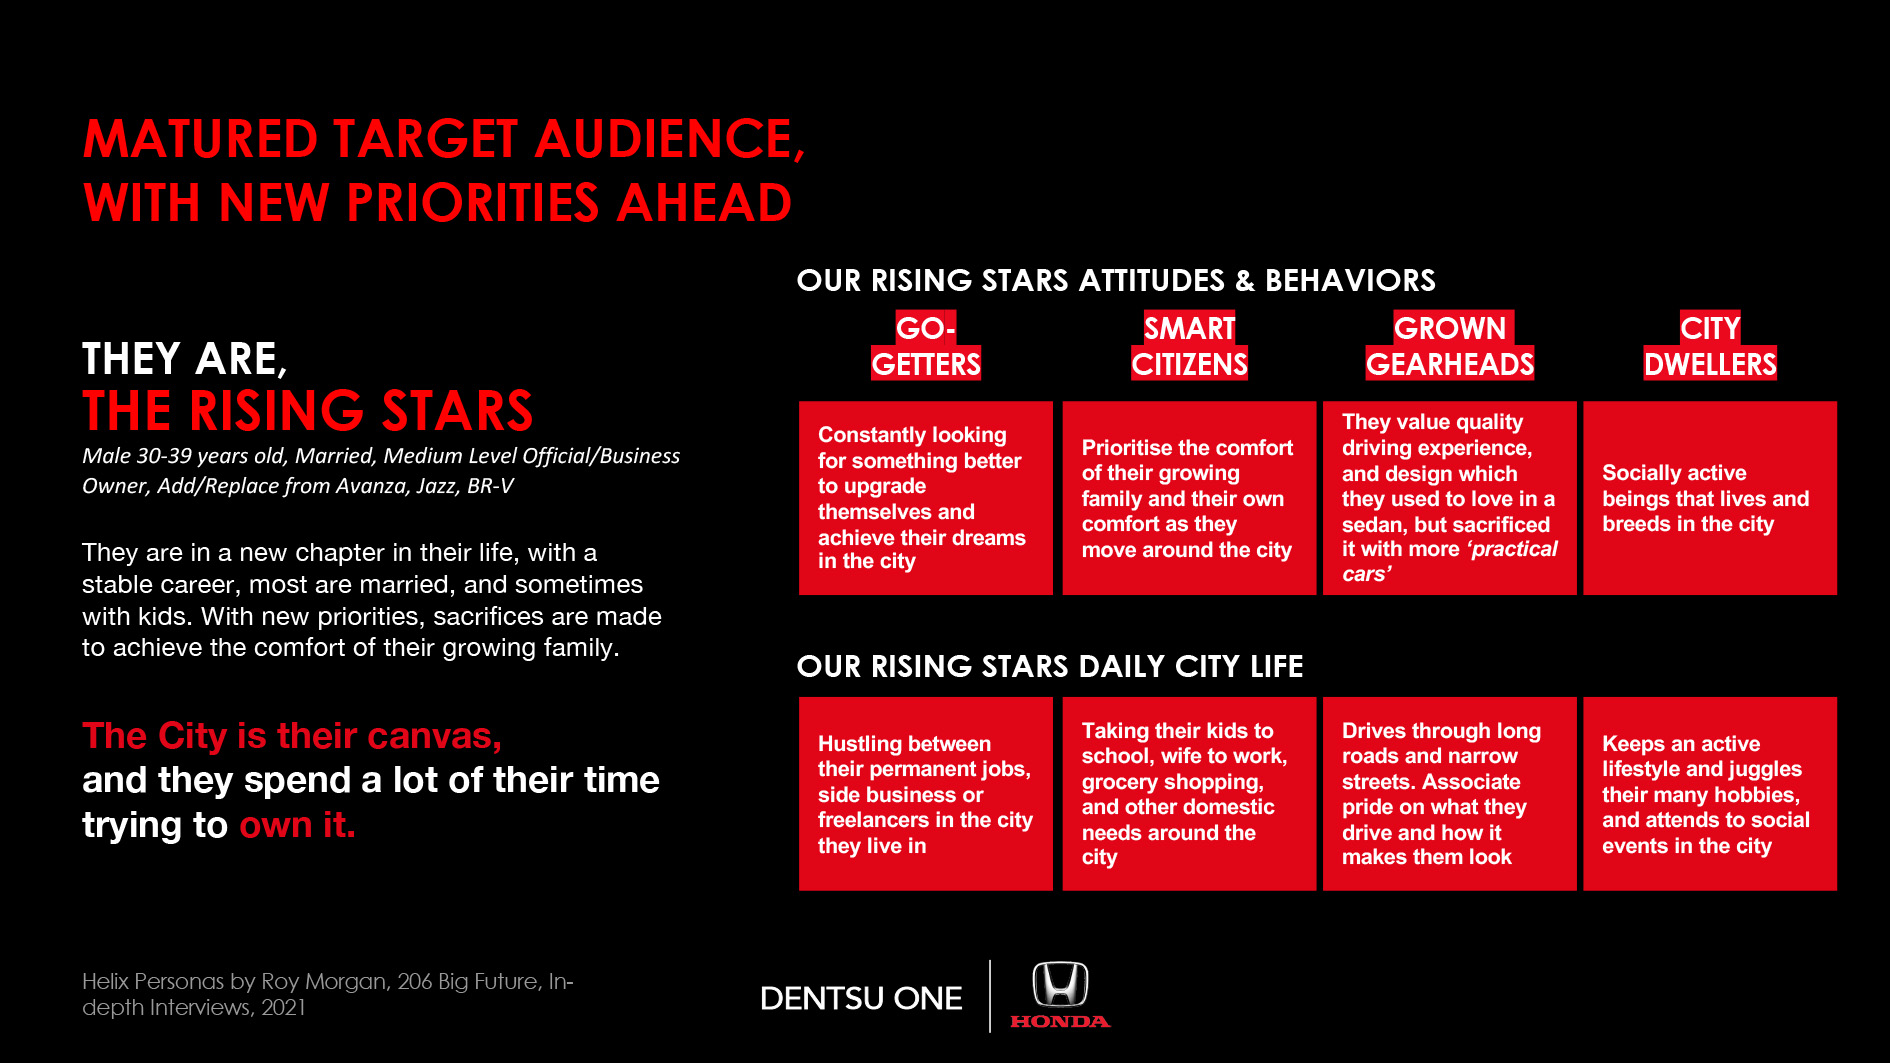 MATURED TARGET AUDIENCE,
WITH NEW PRIORITIES AHEAD
THEY ARE,
THE RISING STARS
Male 30-39 years old, Married, Medium Level Official/Business
Owner, Add/Replace from Avanza, Jazz, BR-V
They are in a new chapter in their life, with a
stable career, most are married, and sometimes
with kids. With new priorities, sacrifices are made
to achieve the comfort of their growing family.
The City is their canvas,
and they spend a lot of their time
trying to own it.
OUR RISING STARS ATTITUDES & BEHAVIORS
GO-
GETTERS
Constantly looking
for something better
to upgrade
themselves and
achieve their dreams
in the city
SMART
CITIZENS
Prioritise the comfort
of their growing
family and their own
comfort as they
move around the city
GROWN
GEARHEADS
They value quality
driving experience,
and design which
they used to love in a
sedan, but sacrificed
it with more ‘practical
cars’
CITY
DWELLERS
Socially active
beings that lives and
breeds in the city
OUR RISING STARS DAILY CITY LIFE
Hustling between
their permanent jobs,
side business or
freelancers in the city
they live in
Taking their kids to
school, wife to work,
grocery shopping,
and other domestic
needs around the
city
Drives through long
roads and narrow
streets. Associate
pride on what they
drive and how it
makes them look
Keeps an active
lifestyle and juggles
their many hobbies,
and attends to social
events in the city
Helix Personas by Roy Morgan, 206 Big Future, In-
depth Interviews, 2021
DENTSU ONE
HONDA